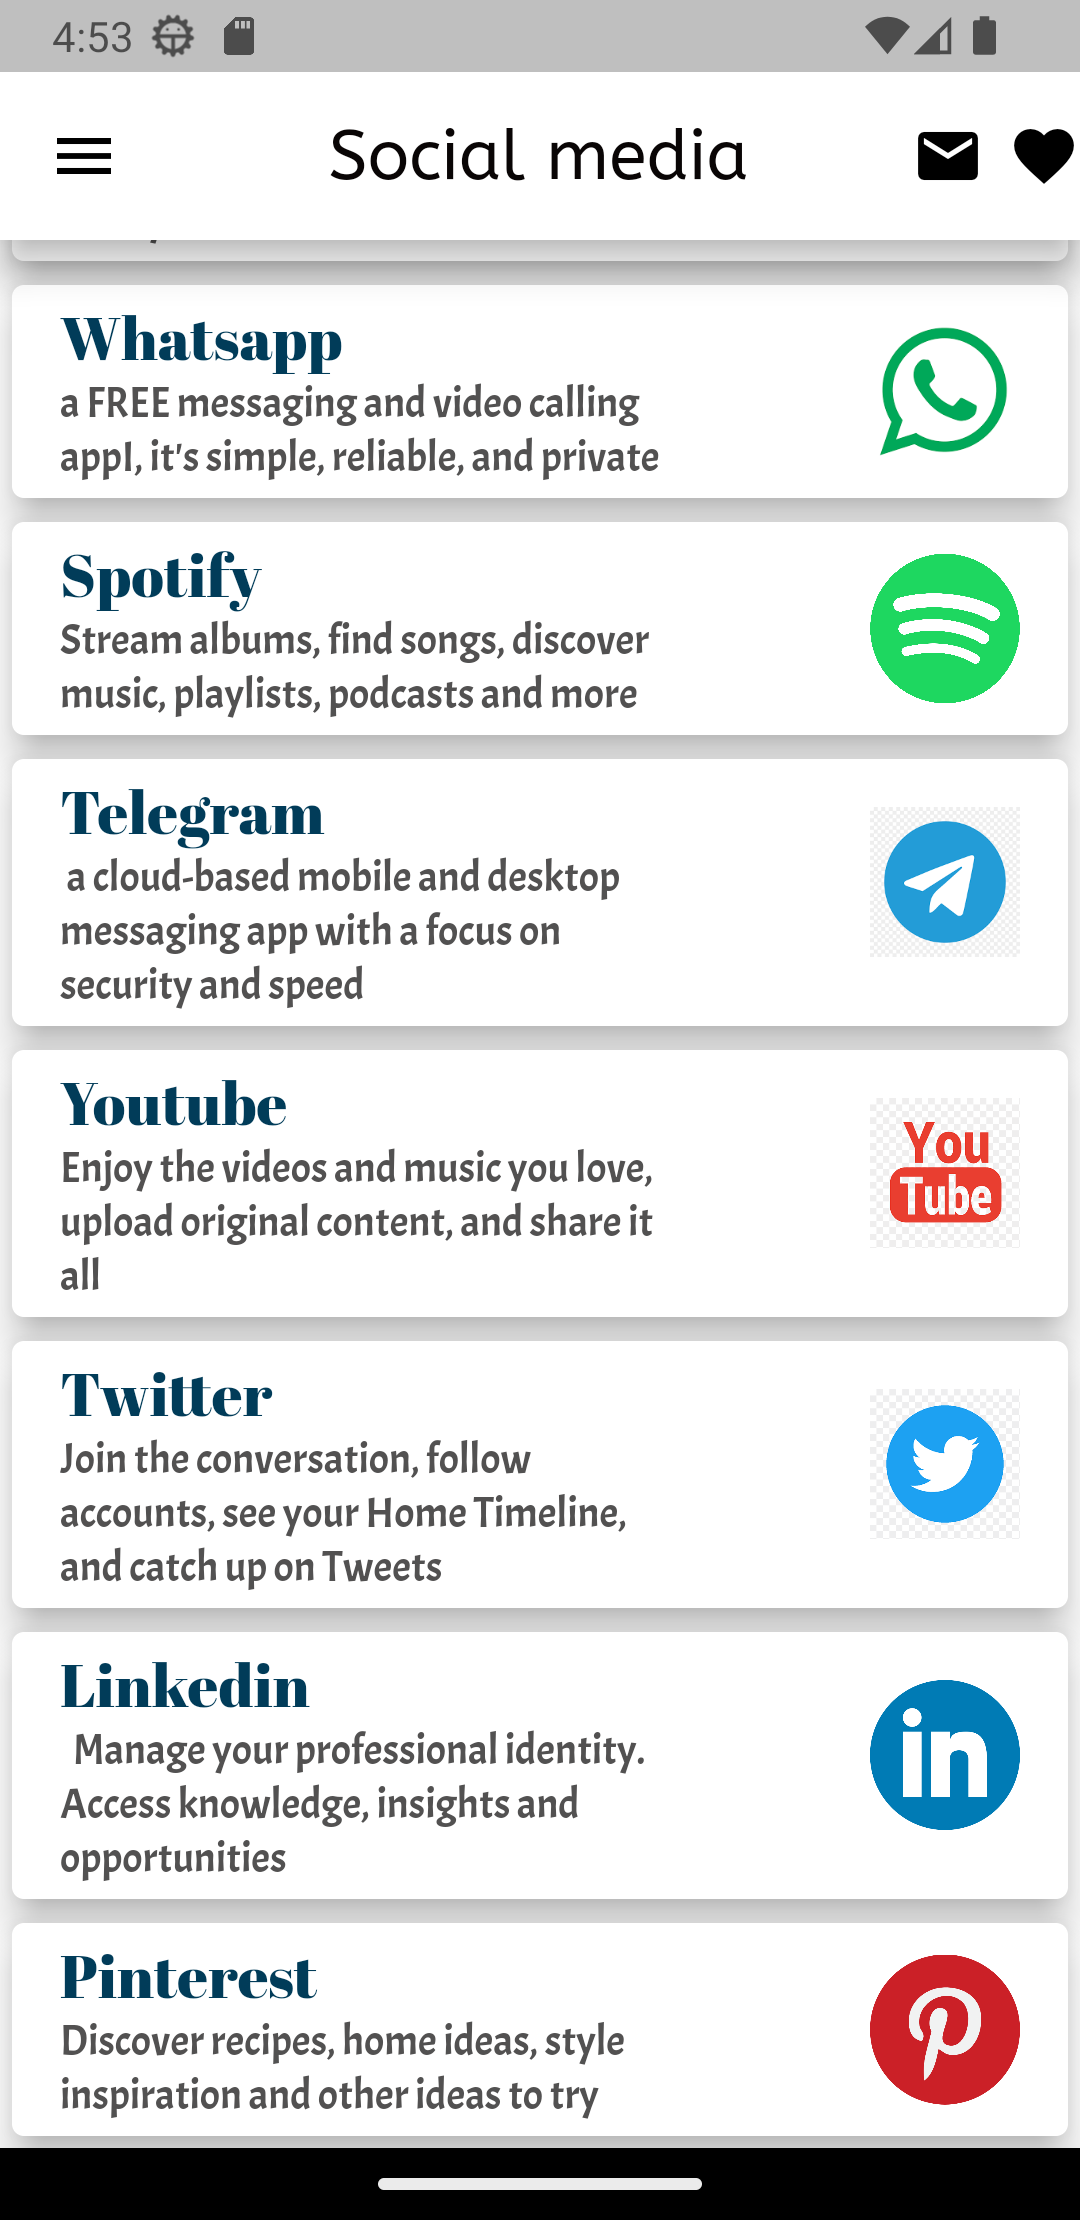 4:53
Social media
Whatsapp
a FREE messaging and video calling
appl, it's simple, reliable, and private
Spotify
Stream albums, find songs, discover
music, playlists, podcasts and more
Telegram
a cloud-based mobile and desktop
messaging app with a focus on
security and speed
Youtube
Enjoy the videos and music you love,
upload original content, and share it
all
You
Tube
Twitter
Join the conversation, follow
accounts, see your Home Timeline,
and catch up on Tweets
Linkedin
Manage your professional identity.
Access knowledge, insights and
opportunities
in
Pinterest
Discover recipes, home ideas, style
inspiration and other ideas to try